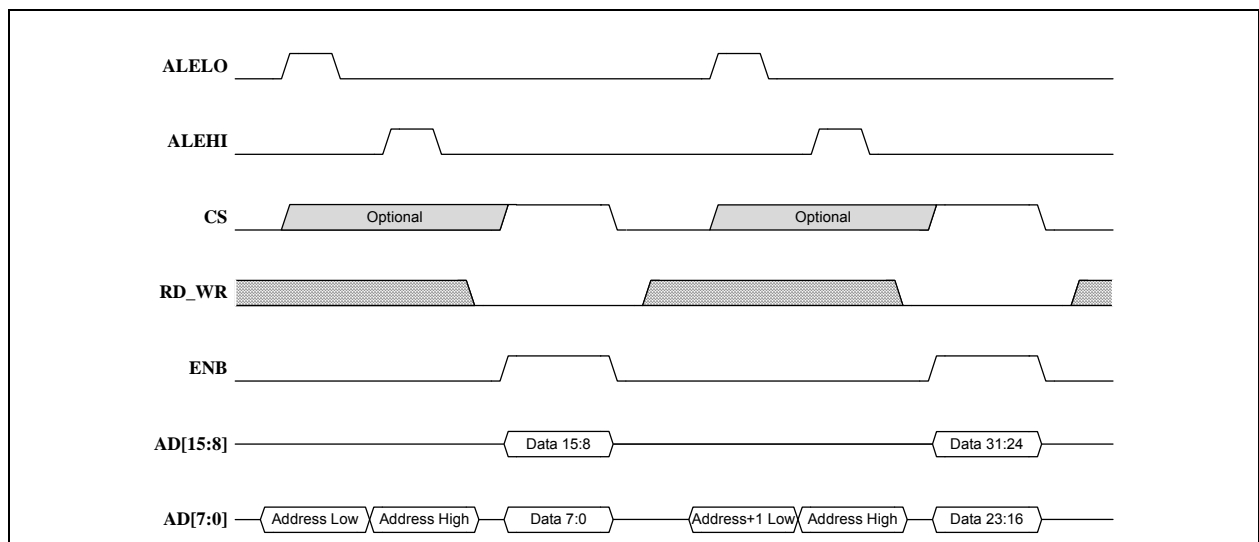 ALELO
ALEHI
CS Optional Optional
RD_WR
ENB
AD[15:8] Data 15:8 Data 31:24
AD[7:0] Address Low Address High Data 7:0 Address+1 Low Address High Data 23:16